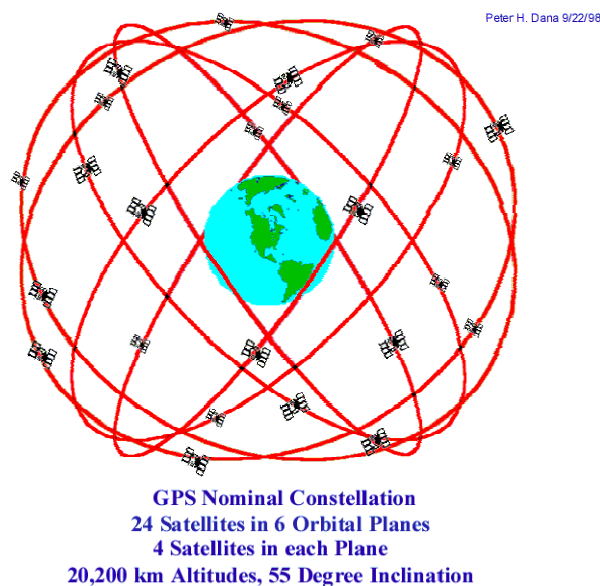 Peter H. Dana 9/22/98
GPS Nominal Constellation
24 Satellites in 6 Orbital Planes
4 Satellites in each Plane
20,200 km Altitudes, 55 Degree Inclination